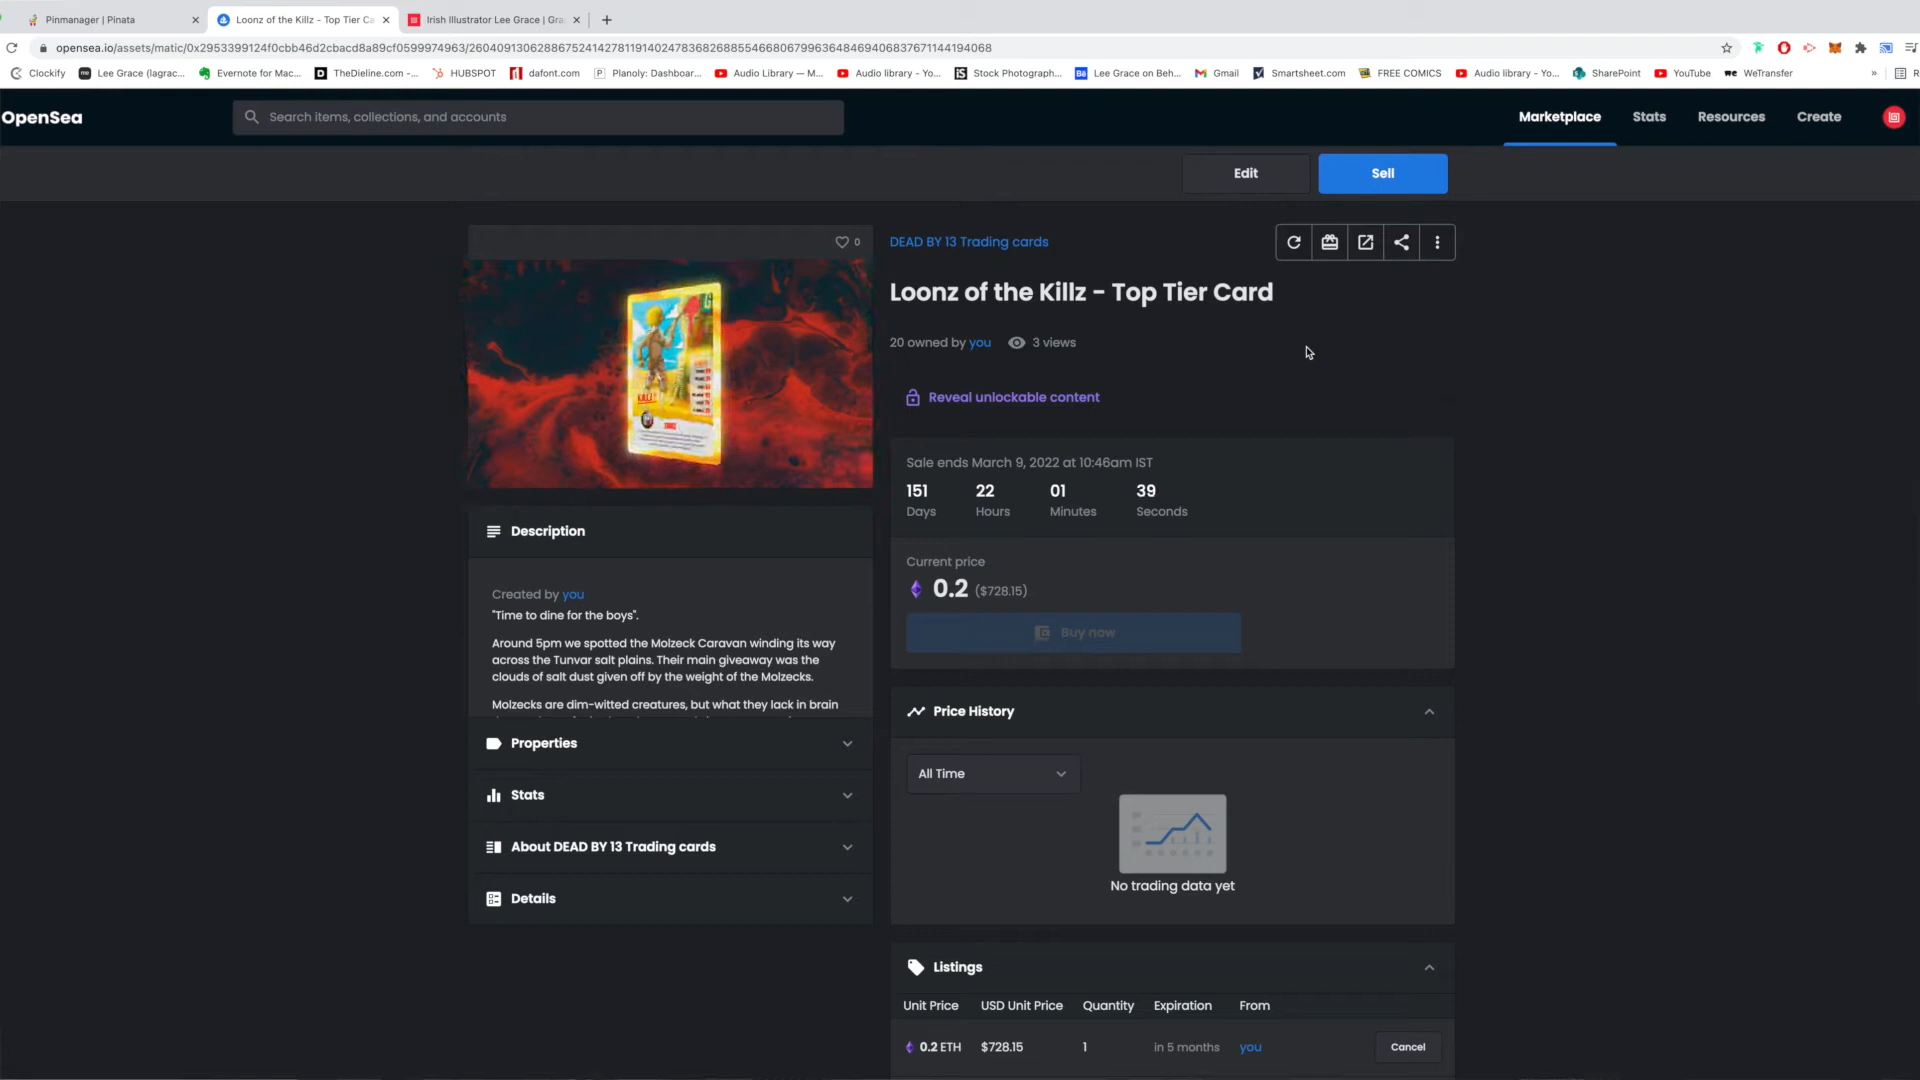 Pinmanager | Pinata
Loonz of the Killz - Top Tier Ca
Irish Illustrator Lee Grace | Gra
opensea.io/assets/matic/0x2953399124f0cbb46d2cbacd8a89cf0599974963/26040913062886752414278119140247836826885546680679963648469406837671144194068
Clockify Lee Grace (lagrac... Evernote for Mac... TheDieline.com -... HUBSPOT dafont.com Planoly: Dashboar... Audio Library — M... Audio library - Yo... Stock Photograph... Lee Grace on Beh... Gmail Smartsheet.com FREE COMICS Audio library - Yo... SharePoint YouTube WeTransfer »
OpenSea
Search items, collections, and accounts
Marketplace Stats Resources Create
Edit Sell
0
DEAD BY 13 Trading cards
Loonz of the Killz - Top Tier Card
20 owned by you 3 views
Reveal unlockable content
Sale ends March 9, 2022 at 10:46am IST
151 22 01 39
Days Hours Minutes Seconds
Current price
0.2 ($728.15)
Buy now
Description
Created by you
"Time to dine for the boys".
Around 5pm we spotted the Molzeck Caravan winding its way
across the Tunvar salt plains. Their main giveaway was the
clouds of salt dust given off by the weight of the Molzecks.
Molzecks are dim-witted creatures, but what they lack in brain
Properties
Stats
About DEAD BY 13 Trading cards
Details
Price History
All Time
No trading data yet
Listings
Unit Price USD Unit Price Quantity Expiration From
0.2 ETH $728.15 1 in 5 months you Cancel